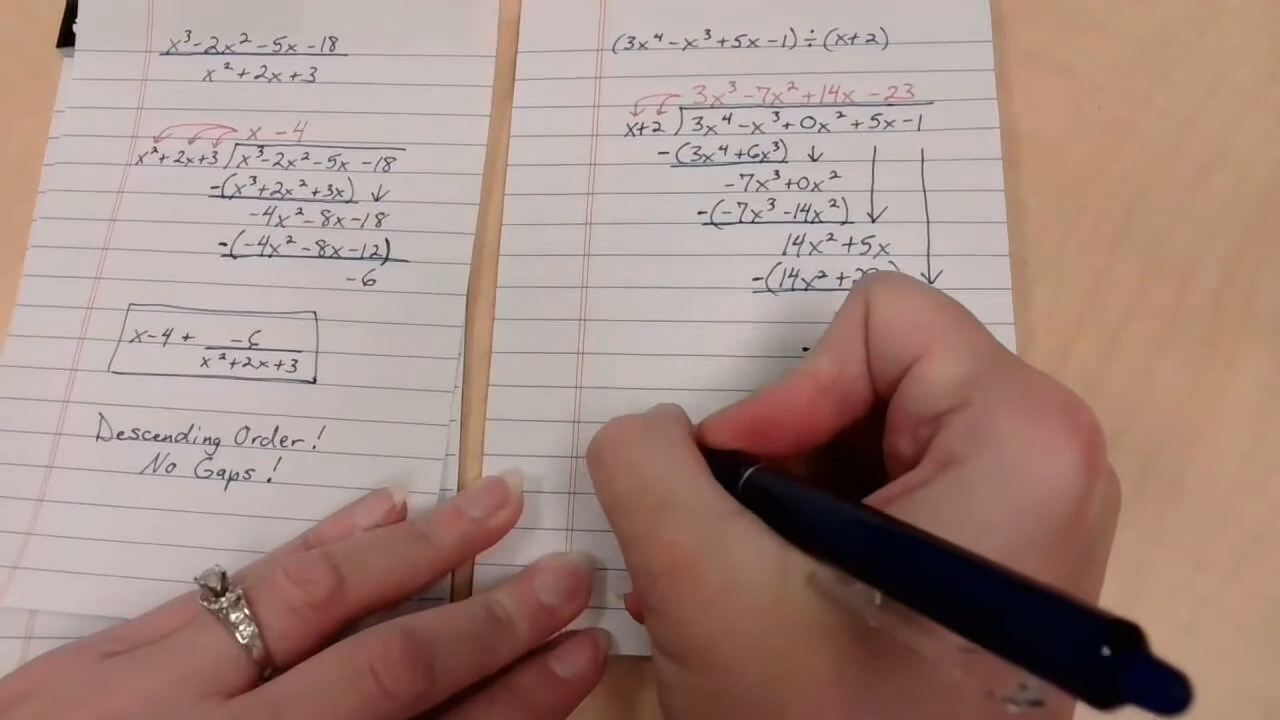 x³-2x²-5x-18
x²+2x+3
x-4
x²+2x+3)x³-2x²-5x-18
-(x³+2x²+3x) ↓
-4x²-8x-18
-(-4x²-8x-12)
-6
x-4+ -6
x²+2x+3
Descending Order!
No Gaps!
(3x⁴-x³+5x-1)÷(x+2)
3x³-7x²+14x-23
x+2)3x⁴-x³+0x²+5x-1
-(3x⁴+6x³) ↓
-7x³+0x²
-(-7x³-14x²)
14x²+5x
-(14x²+